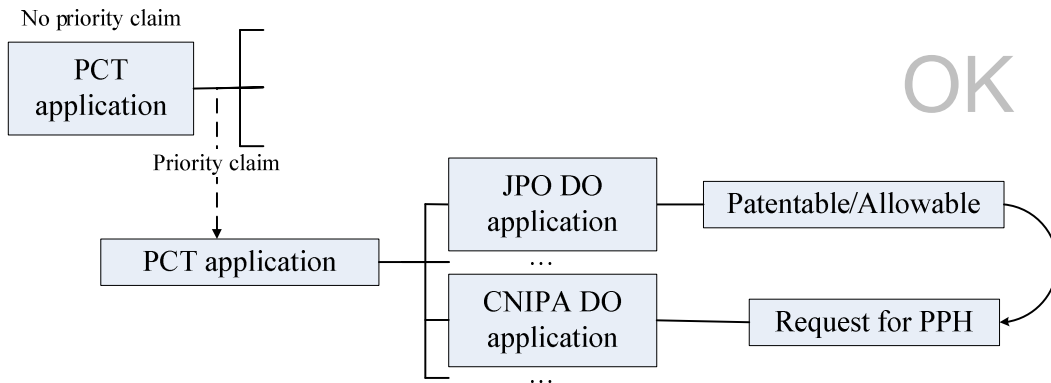 No priority claim
PCT
application
OK
Priority claim
JPO DO
application
Patentable/Allowable
PCT application
…
CNIPA DO
application
Request for PPH
…